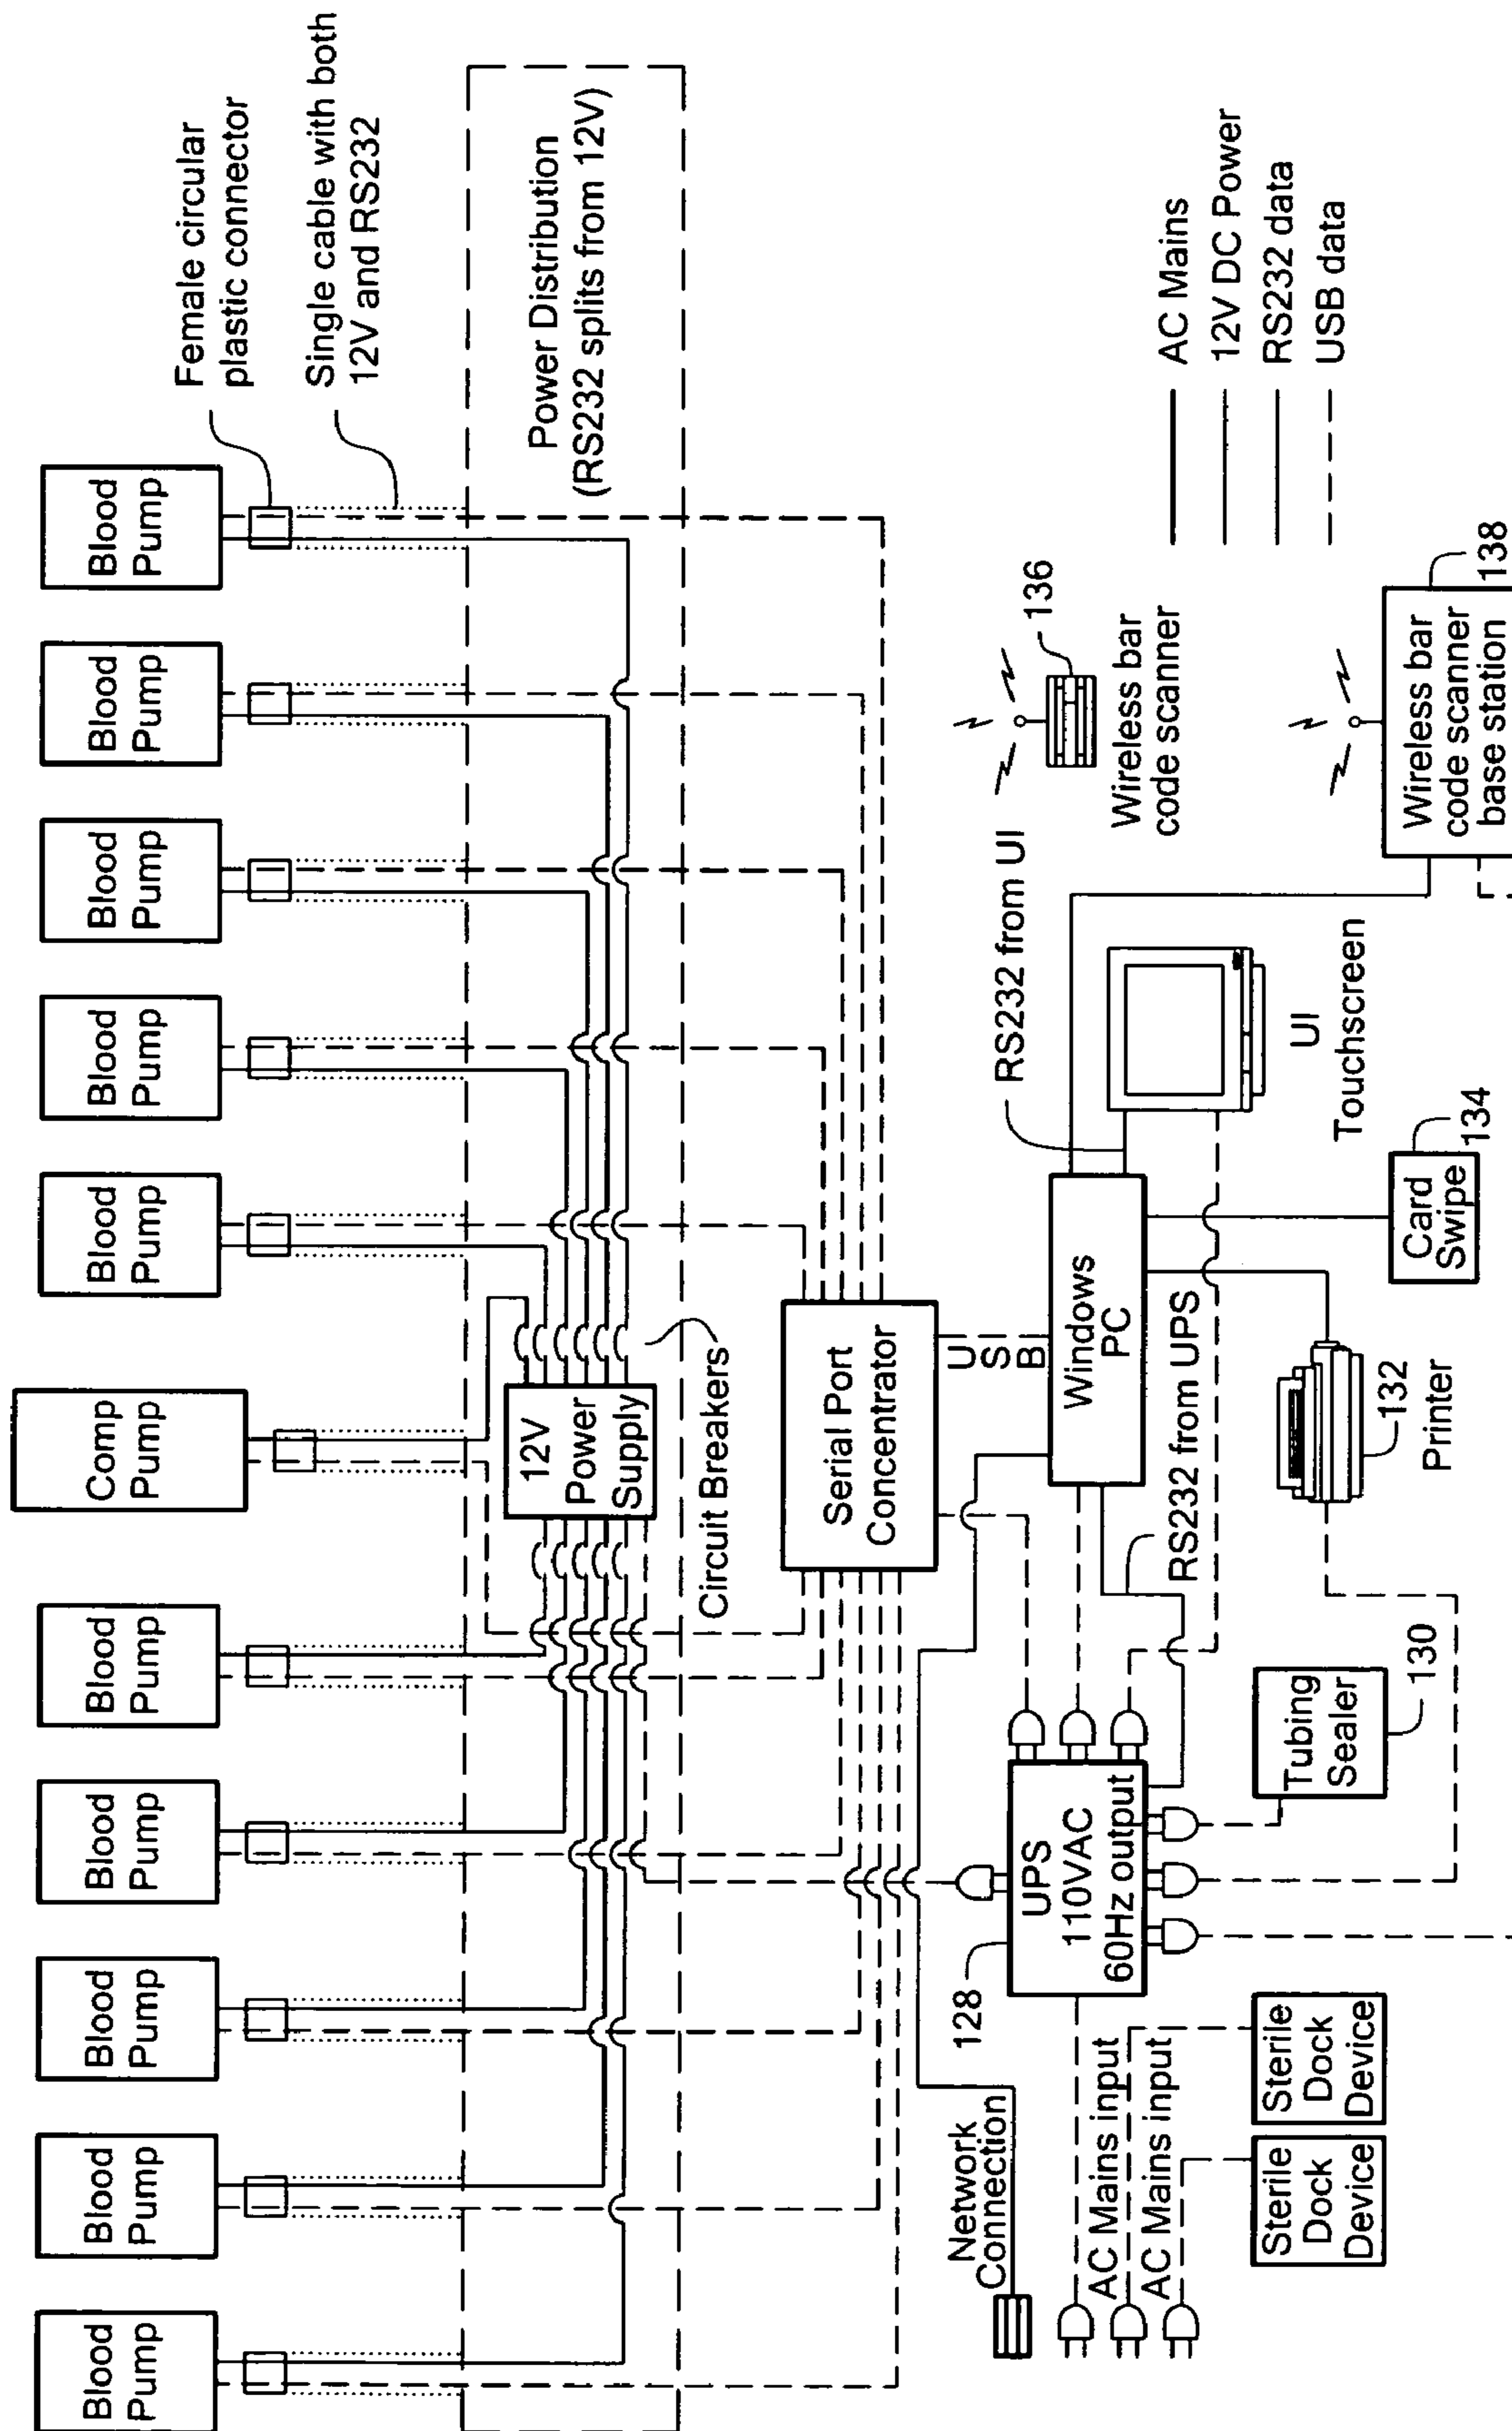 Blood
Pump
Blood
Pump
Blood
Pump
Blood
Pump
Blood
Pump
Comp
Pump
Blood
Pump
Blood
Pump
Blood
Pump
Blood
Pump
Blood
Pump
Female circular
plastic connector
Single cable with both
12V and RS232
Power Distribution
(RS232 splits from 12V)
12V
Power
Supply
Circuit Breakers
Serial Port
Concentrator
U
S
B
Network
Connection
AC Mains input
AC Mains input
128
UPS
110VAC
60Hz output
Windows
PC
RS232 from UPS
RS232 from UI
UI
Touchscreen
136
Wireless bar
code scanner
AC Mains
12V DC Power
RS232 data
USB data
Sterile
Dock
Device
Sterile
Dock
Device
Tubing
Sealer
130
132
Printer
Card
Swipe
134
Wireless bar
code scanner
base station
138